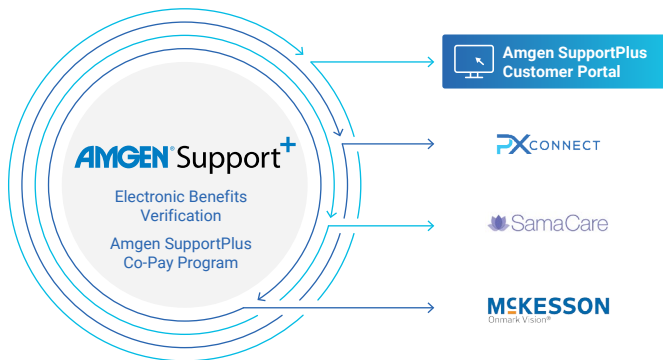 AMGEN® Support+
Electronic Benefits
Verification
Amgen SupportPlus
Co-Pay Program
Amgen SupportPlus
Customer Portal
PXCONNECT
SamaCare
McKESSON
Onmark Vision®